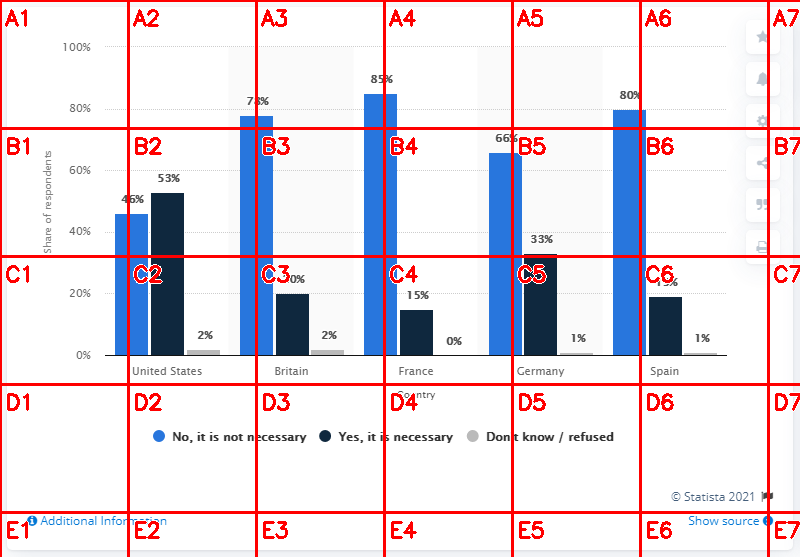 A1 A2 A3 A4 A5 A6 A7
100%
85%
80%
80%
B1 B2 B3 B4 B5 B6 B7
66%
60%
53%
46%
Share of respondents
40%
33%
C1 C2 C3 C4 C5 C6 C7
20%
15%
2% 2% 0% 1% 1%
0%
United States Britain France Germany Spain
Country
D1 D2 D3 D4 D5 D6 D7
No, it is not necessary Yes, it is necessary Don't know / refused
© Statista 2021
Additional Information Show source
E1 E2 E3 E4 E5 E6 E7